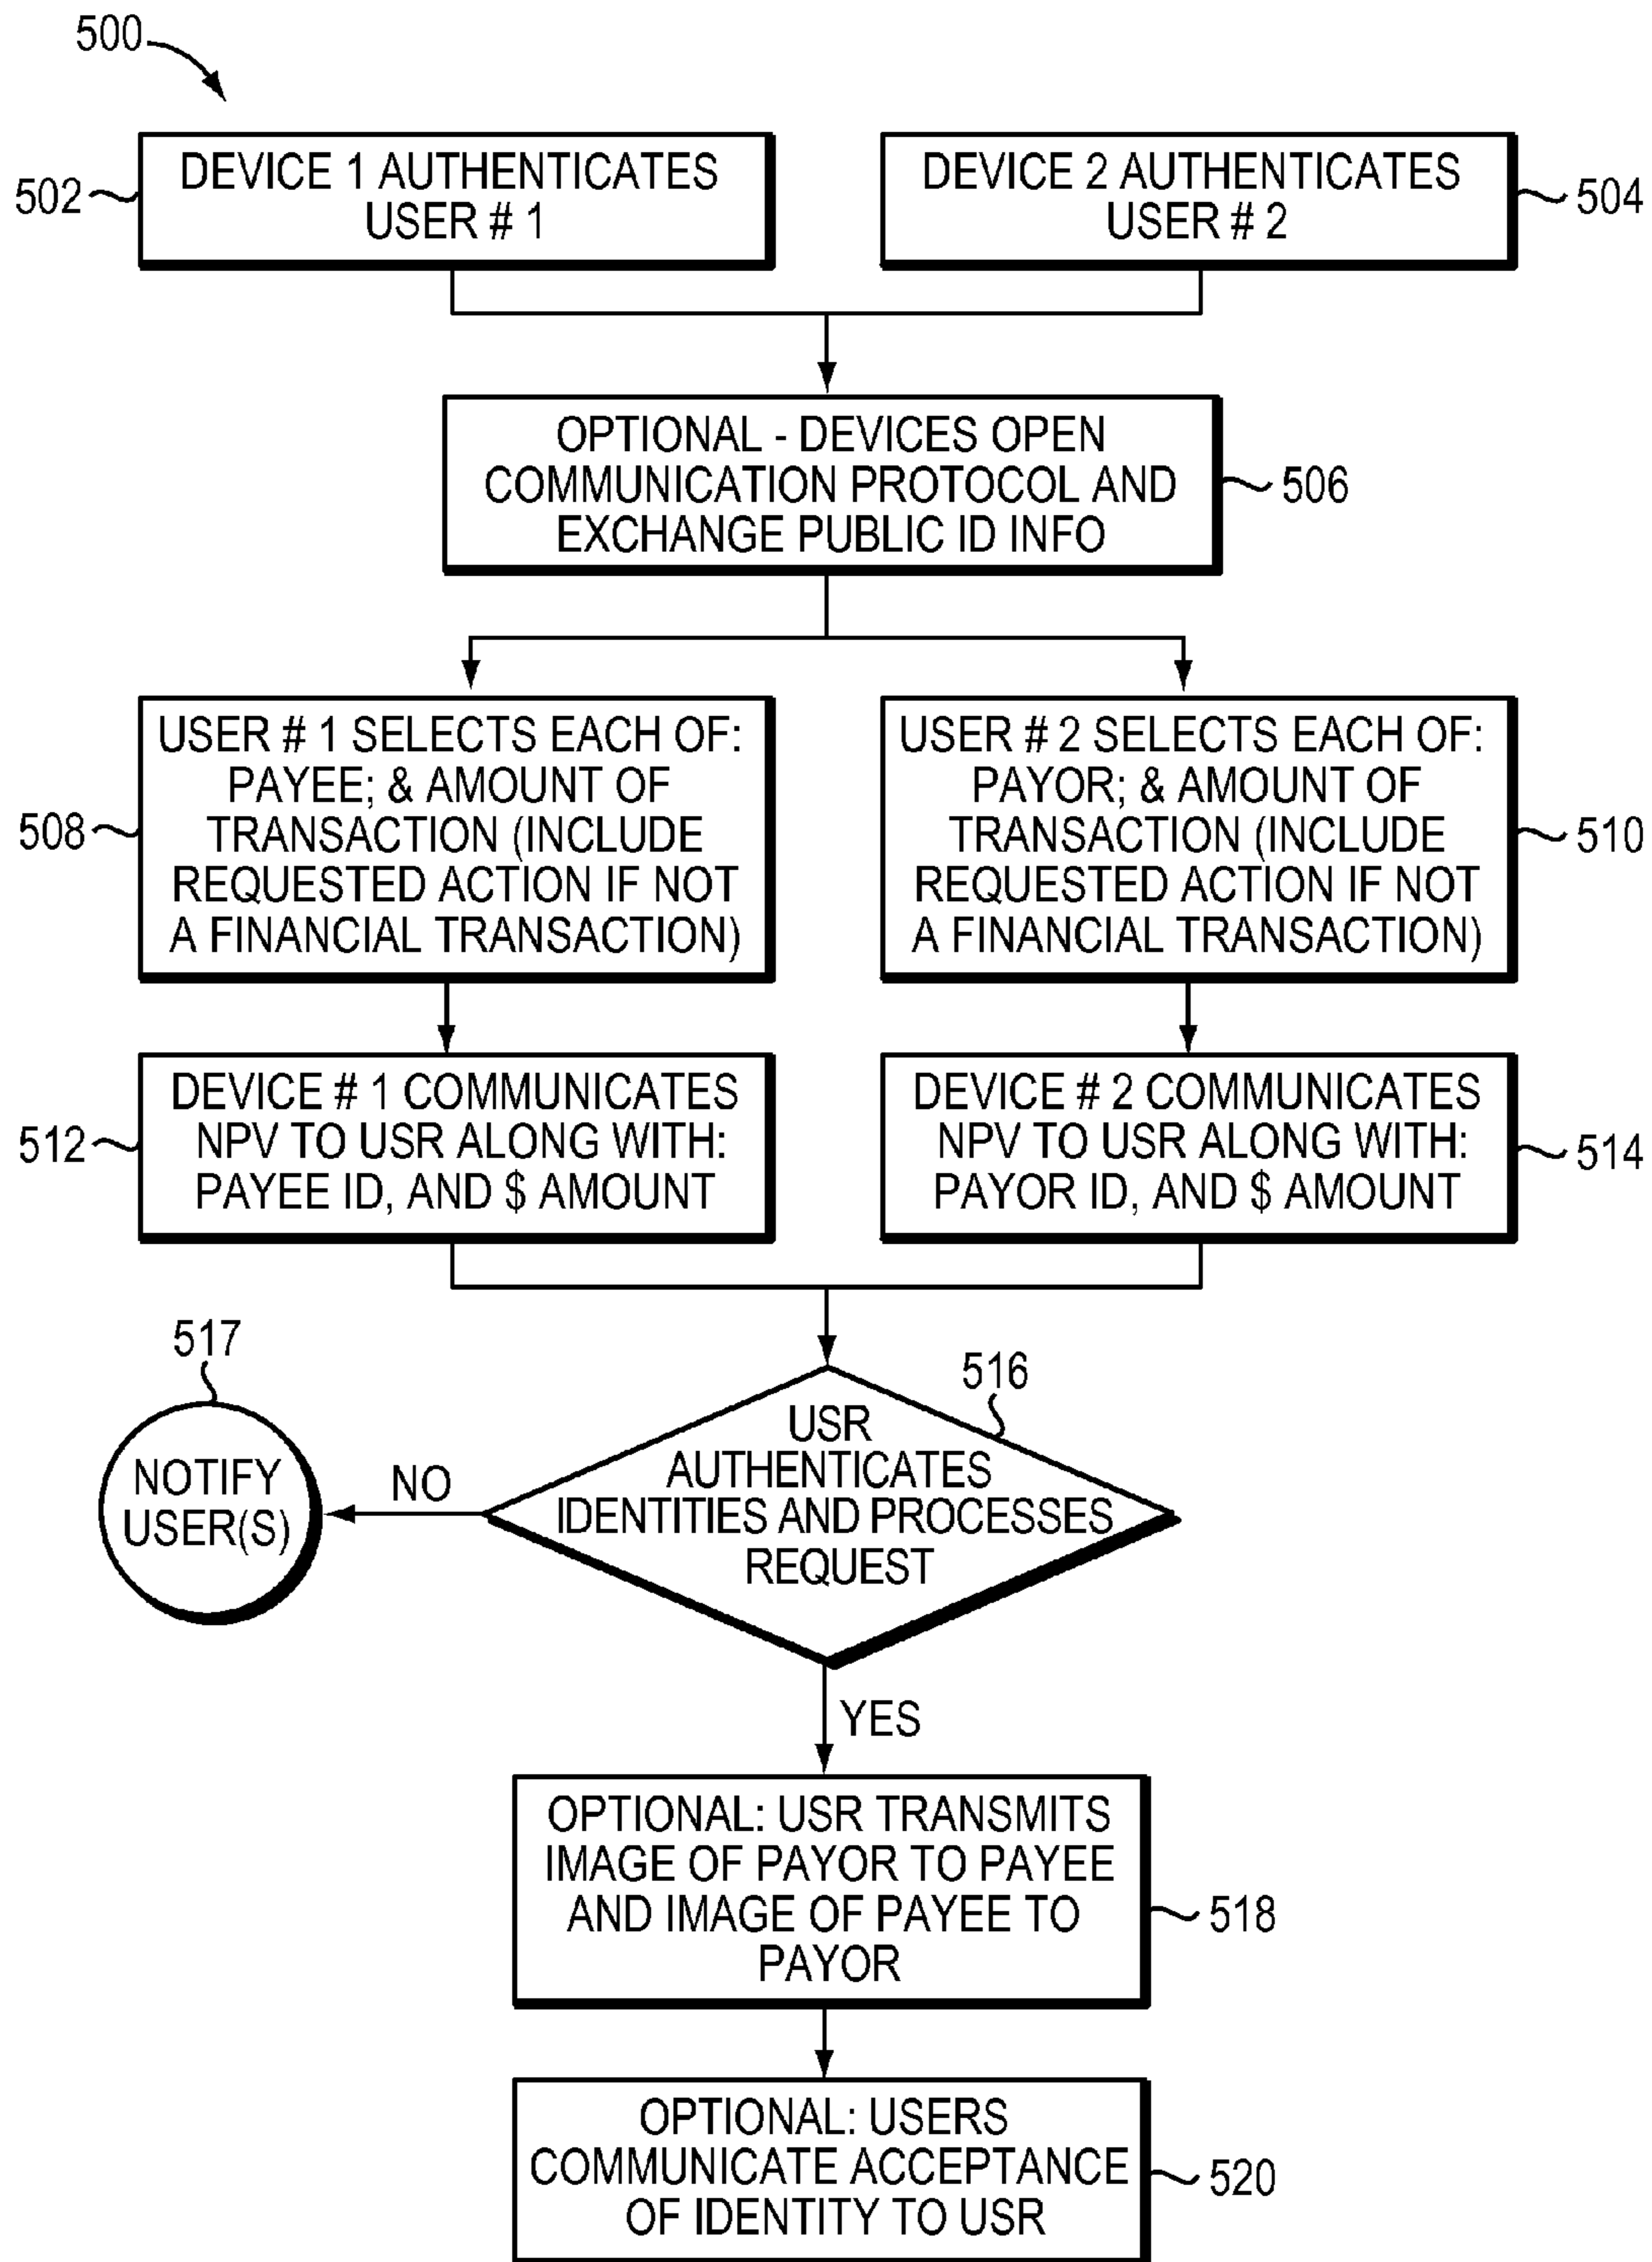 500
502
DEVICE 1 AUTHENTICATES
USER # 1
DEVICE 2 AUTHENTICATES
USER # 2
504
OPTIONAL - DEVICES OPEN
COMMUNICATION PROTOCOL AND
EXCHANGE PUBLIC ID INFO
506
508
USER # 1 SELECTS EACH OF:
PAYEE; & AMOUNT OF
TRANSACTION (INCLUDE
REQUESTED ACTION IF NOT
A FINANCIAL TRANSACTION)
USER # 2 SELECTS EACH OF:
PAYOR; & AMOUNT OF
TRANSACTION (INCLUDE
REQUESTED ACTION IF NOT
A FINANCIAL TRANSACTION)
510
512
DEVICE # 1 COMMUNICATES
NPV TO USR ALONG WITH:
PAYEE ID, AND $ AMOUNT
DEVICE # 2 COMMUNICATES
NPV TO USR ALONG WITH:
PAYOR ID, AND $ AMOUNT
514
517
NOTIFY
USER(S)
NO
516
USR
AUTHENTICATES
IDENTITIES AND PROCESSES
REQUEST
YES
OPTIONAL: USR TRANSMITS
IMAGE OF PAYOR TO PAYEE
AND IMAGE OF PAYEE TO
PAYOR
518
OPTIONAL: USERS
COMMUNICATE ACCEPTANCE
OF IDENTITY TO USR
520